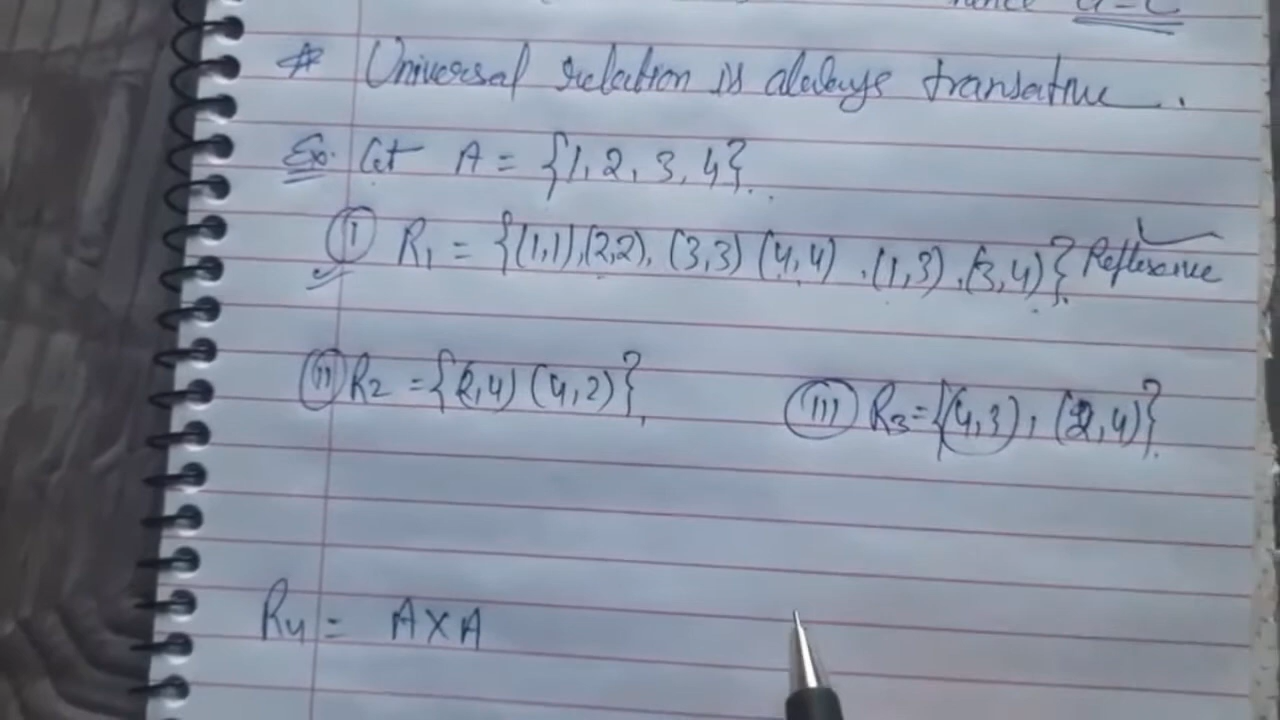 hence a=c
* Universal relation is always transative.
Ex. Let A = {1, 2, 3, 4}.
(I) R1 = {(1,1),(2,2), (3,3) (4,4) , (1,3) , (3,4)} Reflexive
(II) R2 = {(2,4) (4,2)}, (III) R3 = {(4,3), (2,4)}
R4 = A×A